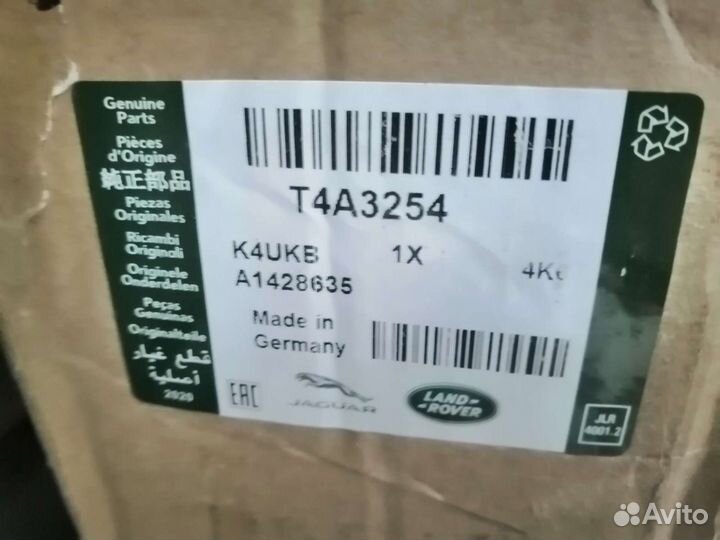 Genuine
Parts
Pièces
d'Origine
純正部品
Piezas
Originales
Ricambi
Originali
Originele
Onderdelen
Peças
Genuinas
Originalteile
قطع غيار
أصلية
2020
T4A3254
K4UKB 1X
A1428635
Made in
Germany
EAC
JAGUAR
LAND-
-ROVER
JLR
4001.2
Avito